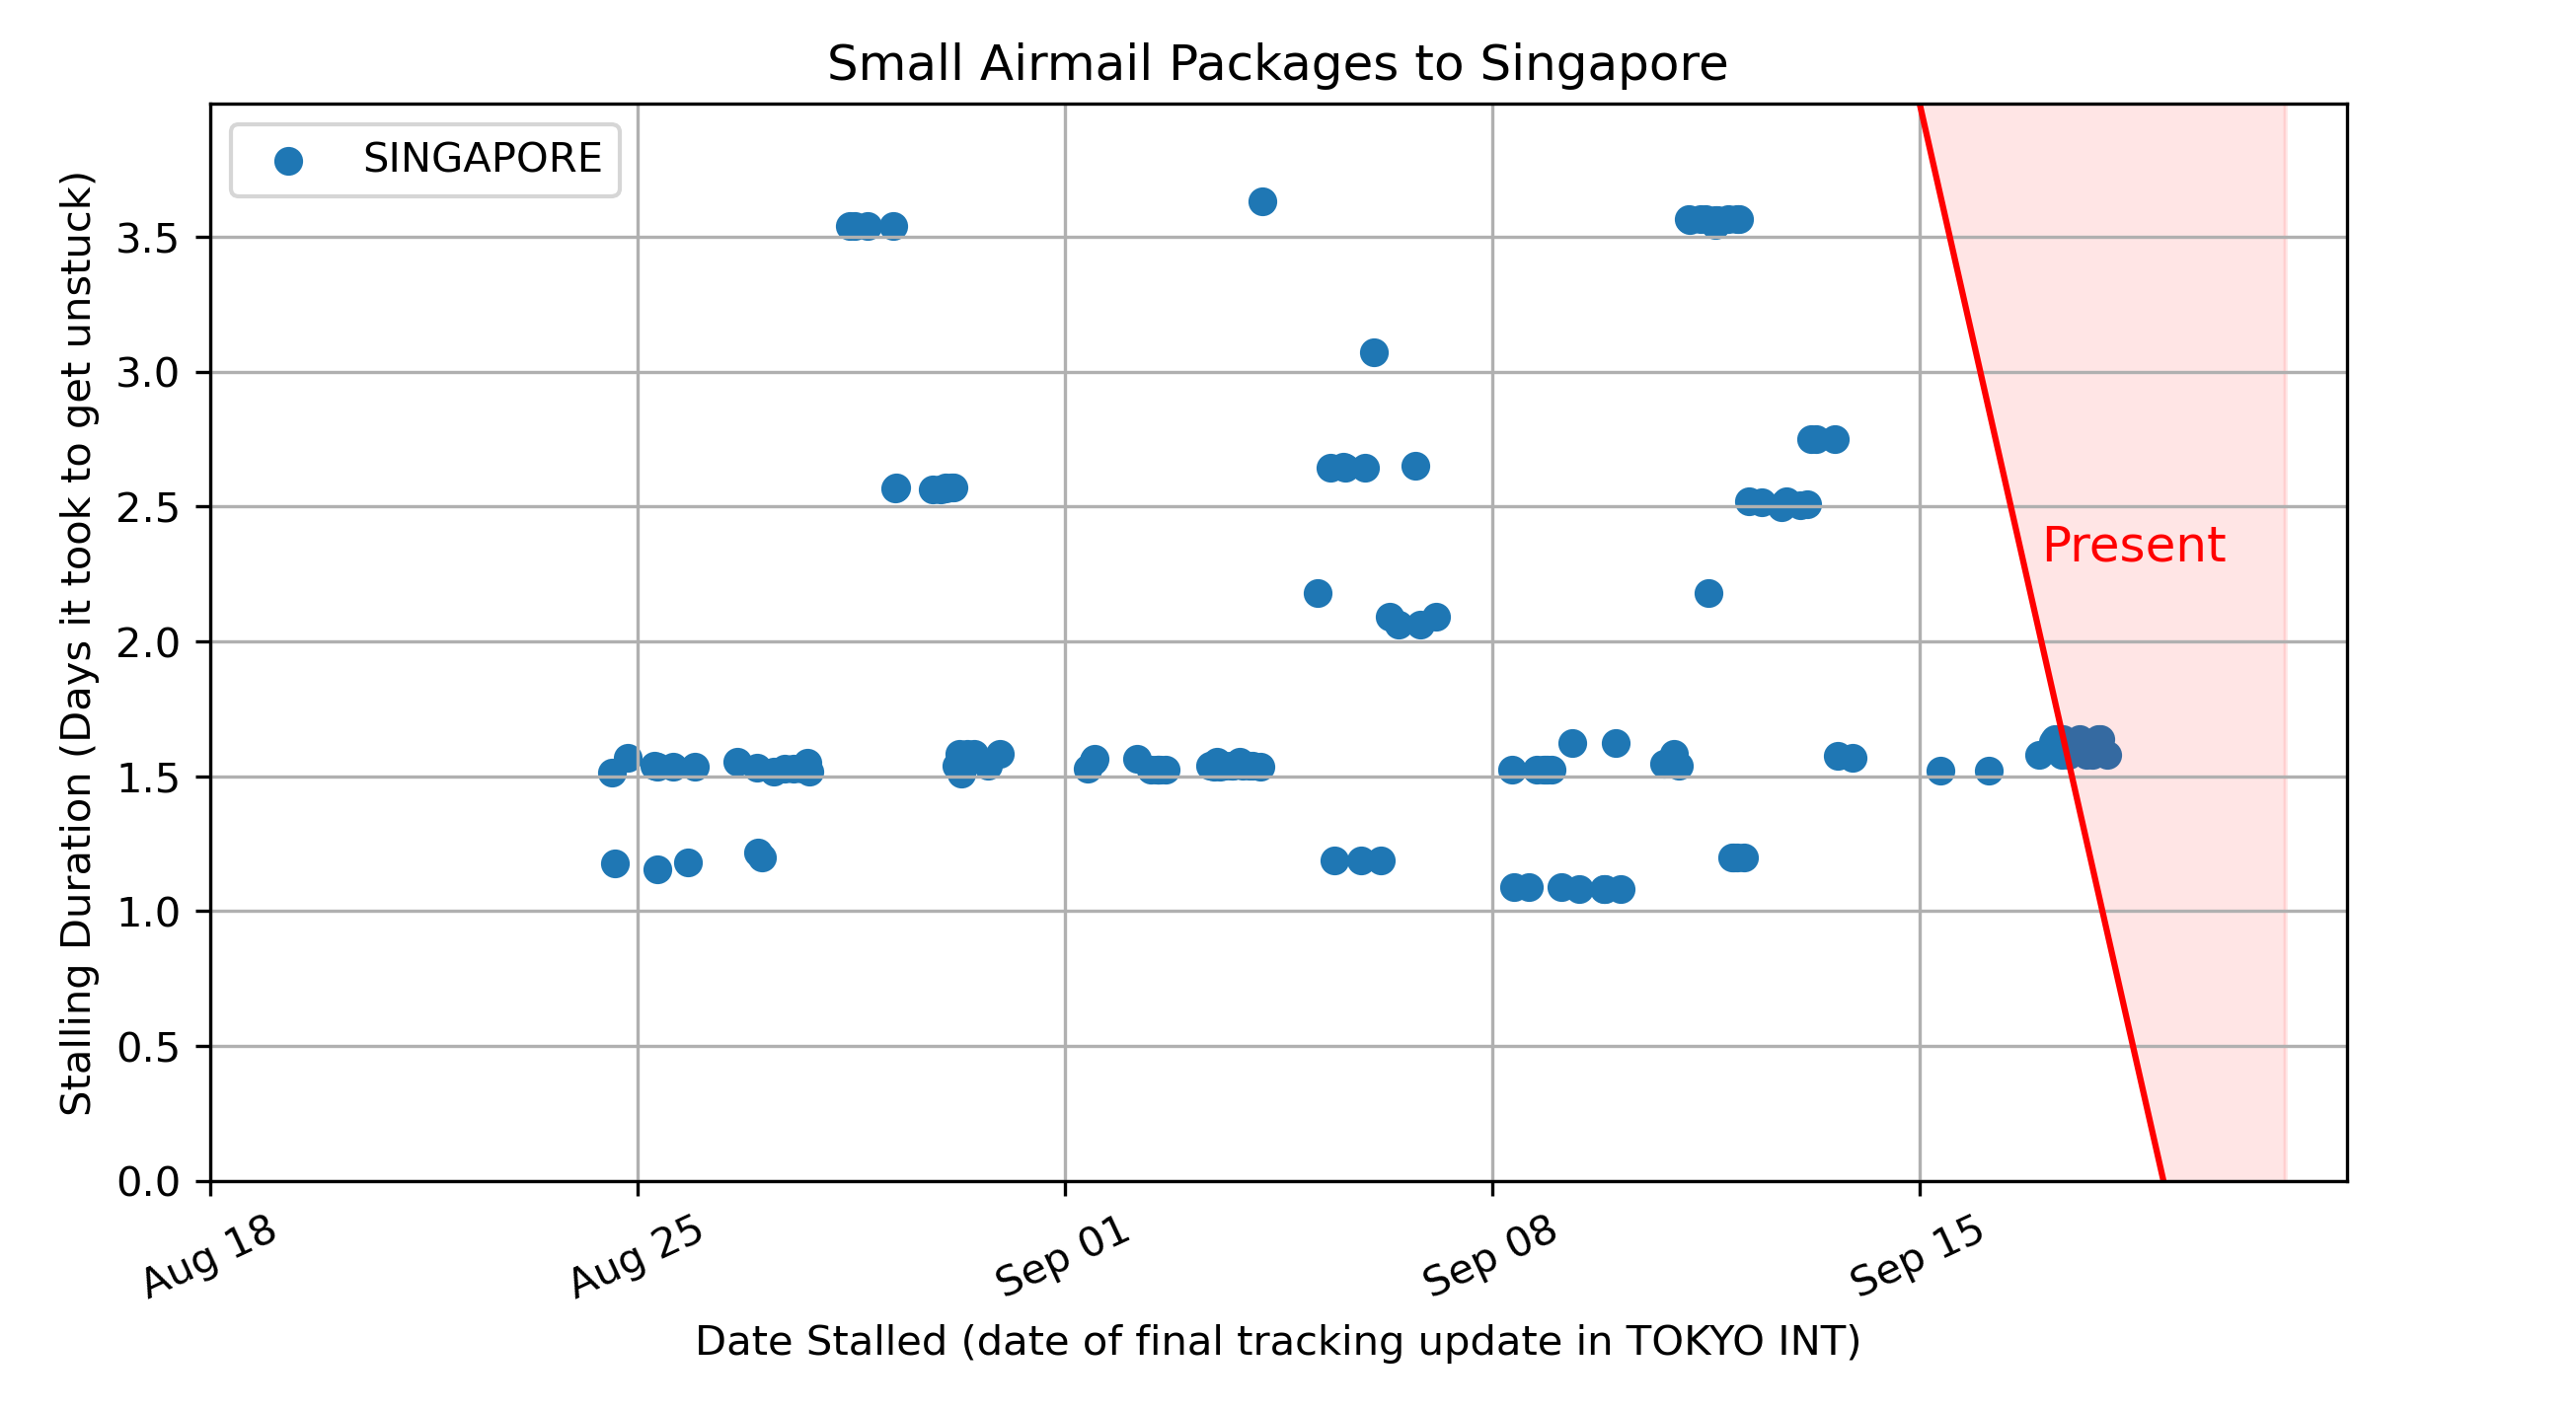 Small Airmail Packages to Singapore
SINGAPORE
Stalling Duration (Days it took to get unstuck)
3.5
3.0
2.5
2.0
1.5
1.0
0.5
0.0
Present
Aug 18
Aug 25
Sep 01
Sep 08
Sep 15
Date Stalled (date of final tracking update in TOKYO INT)